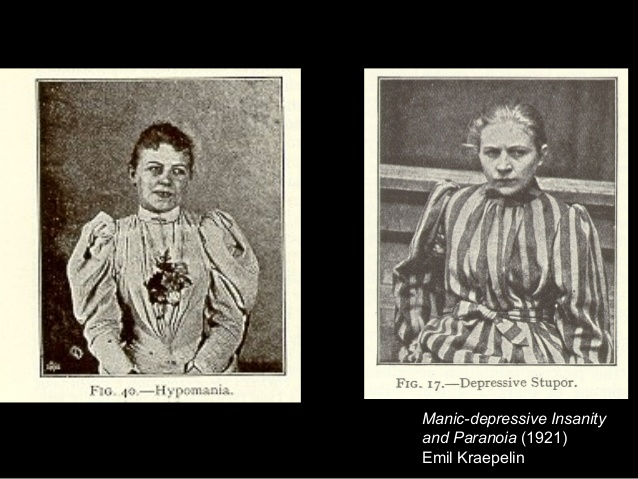 FIG. 40.—Hypomania.
FIG. 17.—Depressive Stupor.
Manic-depressive Insanity
and Paranoia (1921)
Emil Kraepelin